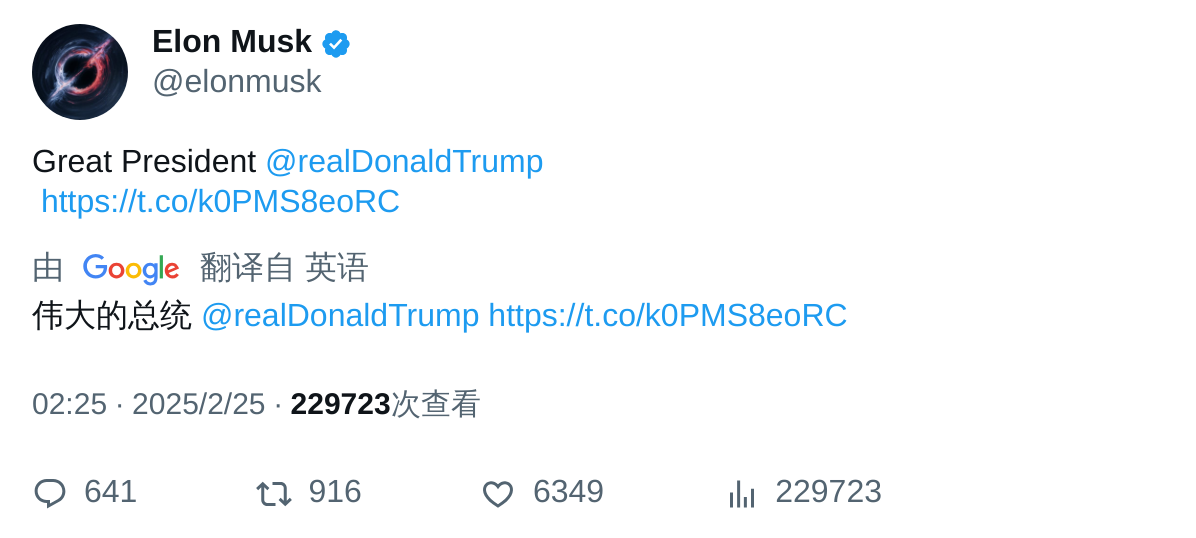 Elon Musk
@elonmusk
Great President @realDonaldTrump
https://t.co/k0PMS8eoRC
由 Google 翻译自 英语
伟大的总统 @realDonaldTrump https://t.co/k0PMS8eoRC
02:25 · 2025/2/25 · 229723次查看
641 916 6349 229723